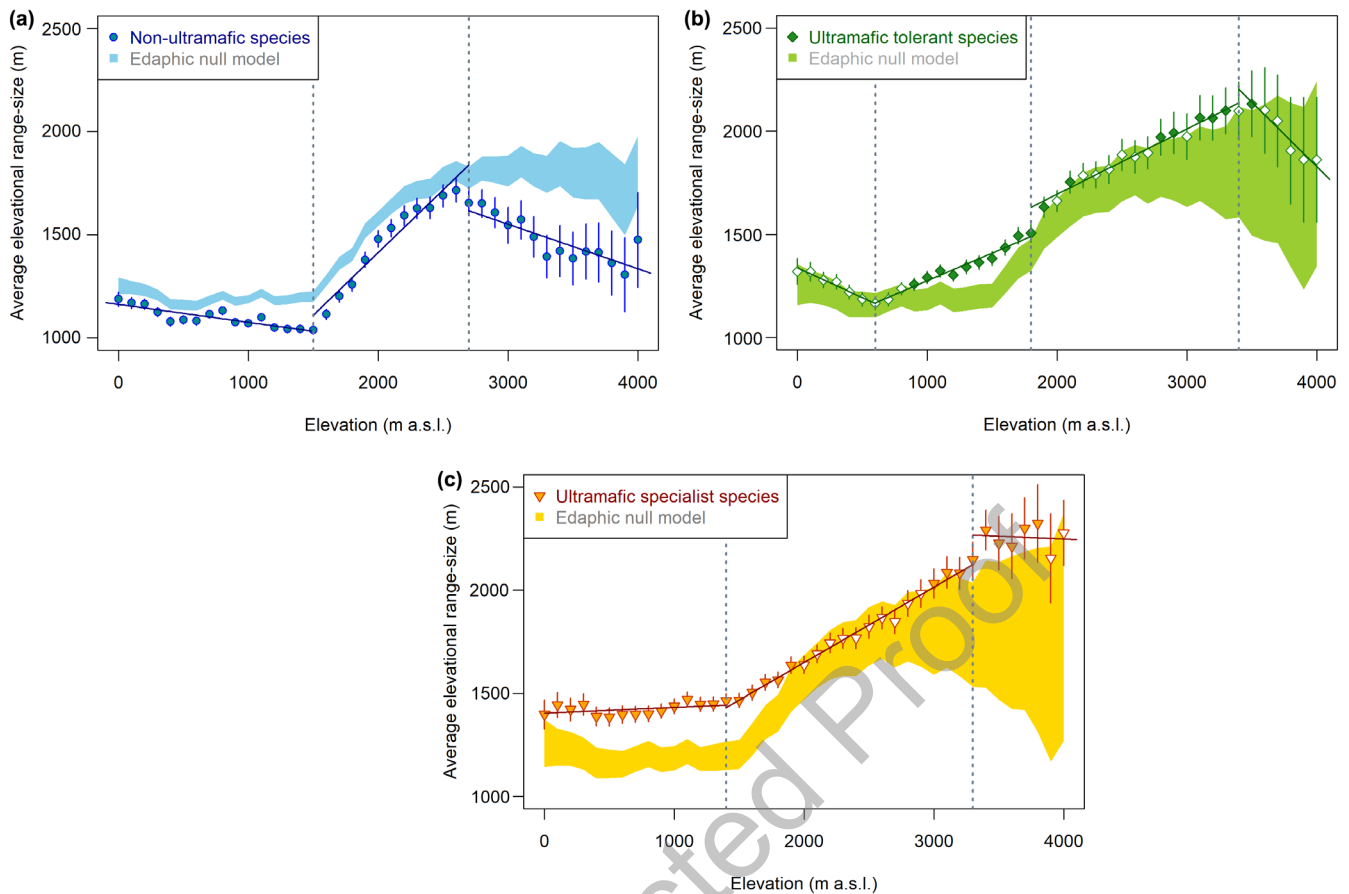 (a)
Non-ultramafic species
Edaphic null model
Average elevational range-size (m)
2500
2000
1500
1000
0
1000
2000
3000
4000
Elevation (m a.s.l.)
(b)
Ultramafic tolerant species
Edaphic null model
Average elevational range-size (m)
2500
2000
1500
1000
0
1000
2000
3000
4000
Elevation (m a.s.l.)
(c)
Ultramafic specialist species
Edaphic null model
Average elevational range-size (m)
2500
2000
1500
1000
0
1000
2000
3000
4000
Elevation (m a.s.l.)
ted Proof